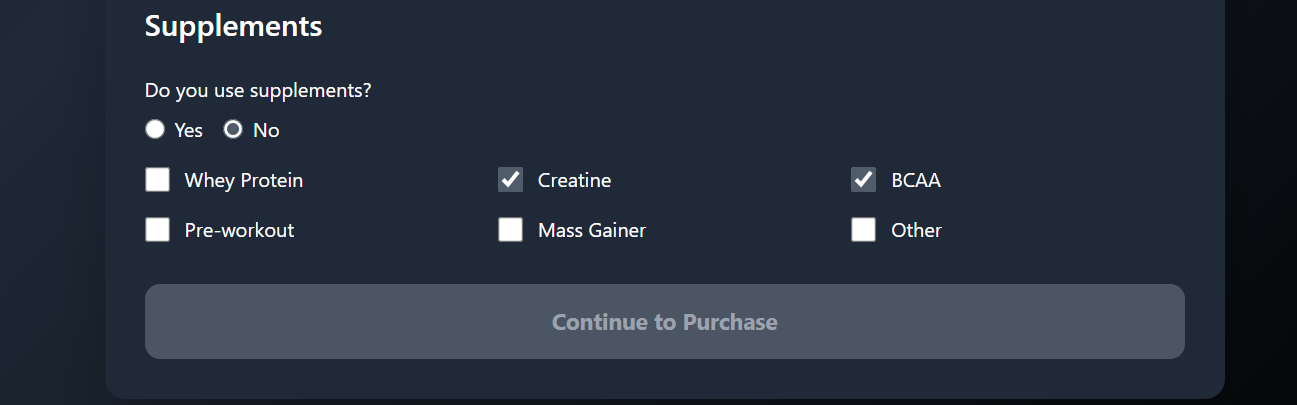 Supplements
Do you use supplements?
Yes No
Whey Protein Creatine BCAA
Pre-workout Mass Gainer Other
Continue to Purchase